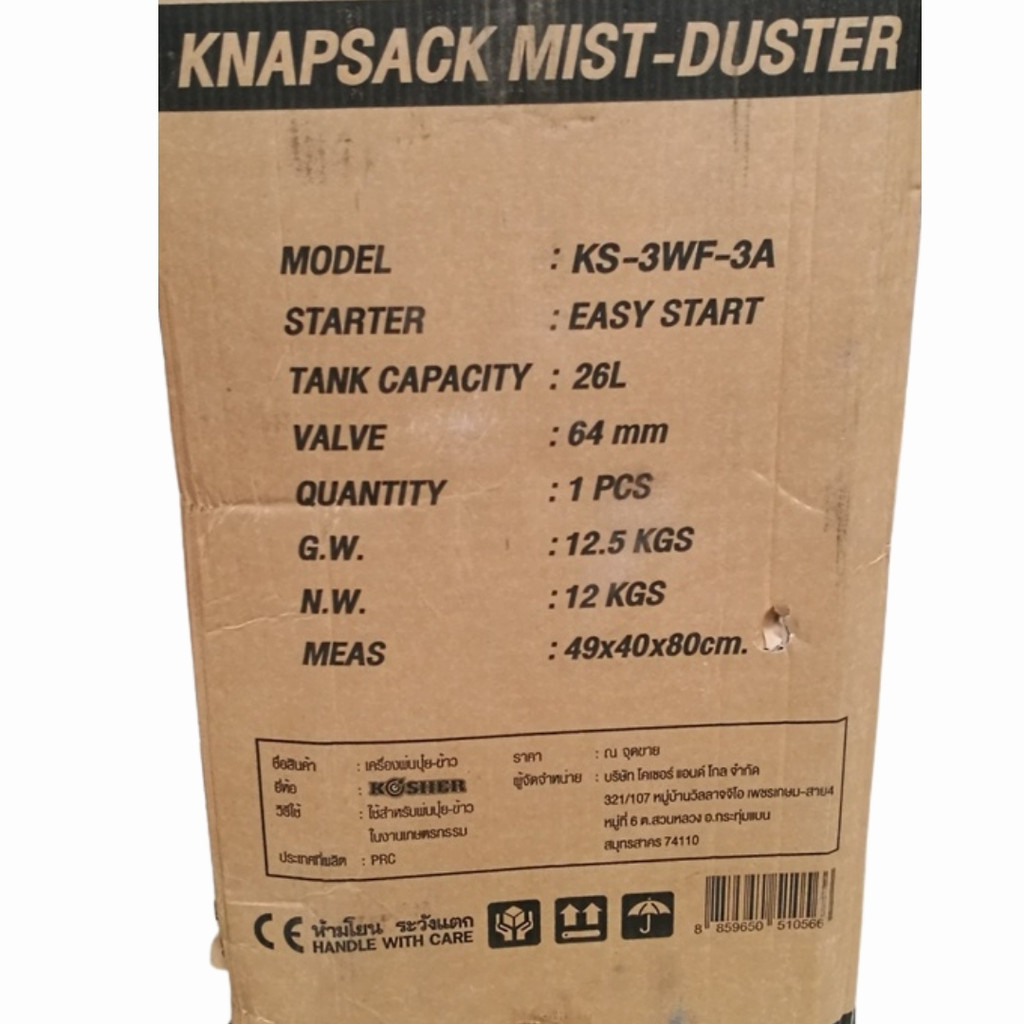 KNAPSACK MIST-DUSTER
MODEL : KS-3WF-3A
STARTER : EASY START
TANK CAPACITY : 26L
VALVE : 64 mm
QUANTITY : 1 PCS
G.W. : 12.5 KGS
N.W. : 12 KGS
MEAS : 49x40x80cm.
ชื่อสินค้า : เครื่องพ่นปุ๋ย-ข้าว
ยี่ห้อ : KOSHER
วิธีใช้ : ใช้สำหรับพ่นปุ๋ย-ข้าว
ในงานเกษตรกรรม
ประเทศที่ผลิต : PRC
ราคา : ณ จุดขาย
ผู้จัดจำหน่าย : บริษัท โคเชอร์ แอนด์ โกล จำกัด
321/107 หมู่บ้านวิลลาจจิโอ เพชรเกษม-สาย4
หมู่ที่ 6 ต.สวนหลวง อ.กระทุ่มแบน
สมุทรสาคร 74110
CE
ห้ามโยน ระวังแตก
HANDLE WITH CARE
8 859650 510566